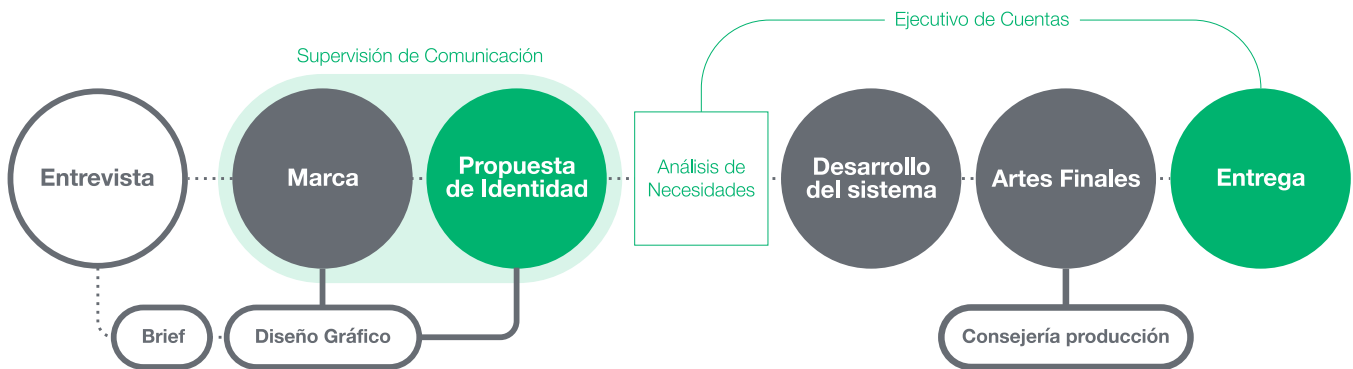 Ejecutivo de Cuentas
Supervisión de Comunicación
Entrevista
Marca
Propuesta
de Identidad
Análisis de
Necesidades
Desarrollo
del sistema
Artes Finales
Entrega
Brief
Diseño Gráfico
Consejería producción